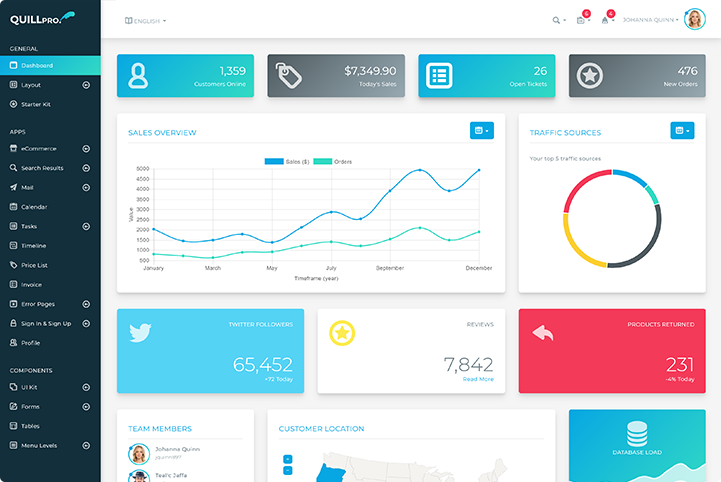 QUILLPRO.
ENGLISH
6
4
JOHANNA QUINN
GENERAL
Dashboard
Layout
Starter Kit
APPS
eCommerce
Search Results
Mail
Calendar
Tasks
Timeline
Price List
Invoice
Error Pages
Sign In & Sign Up
Profile
COMPONENTS
UI Kit
Forms
Tables
Menu Levels
1,359
Customers Online
$7,349.90
Today's Sales
26
Open Tickets
476
New Orders
SALES OVERVIEW
Sales ($) Orders
Value
5000
4500
4000
3500
3000
2500
2000
1500
1000
500
January March May July September December
Timeframe (year)
TRAFFIC SOURCES
Your top 5 traffic sources
TWITTER FOLLOWERS
65,452
+72 Today
REVIEWS
7,842
Read More
PRODUCTS RETURNED
231
-4% Today
TEAM MEMBERS
Johanna Quinn
CUSTOMER LOCATION
+
−
DATABASE LOAD